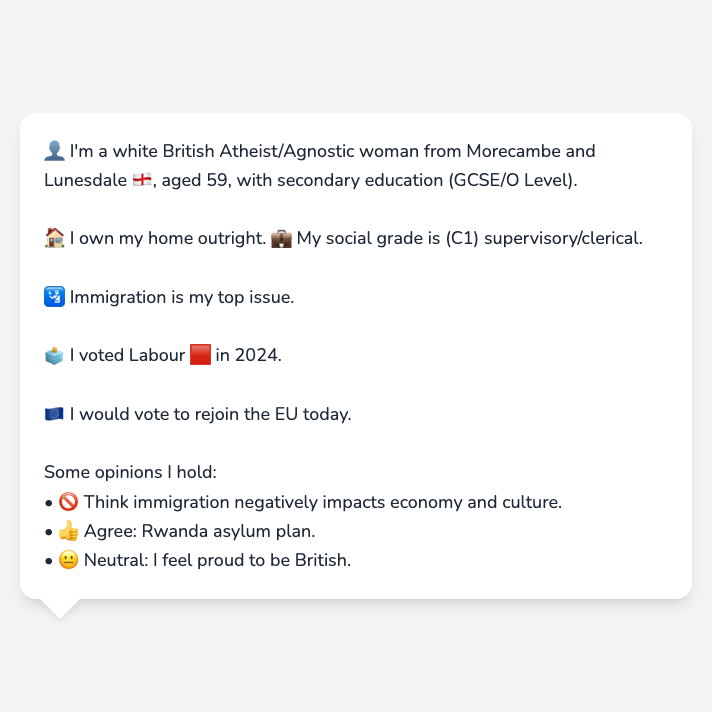 👤 I'm a white British Atheist/Agnostic woman from Morecambe and
Lunesdale 🏴󠁧󠁢󠁥󠁮󠁧󠁿, aged 59, with secondary education (GCSE/O Level).
🏠 I own my home outright. 💼 My social grade is (C1) supervisory/clerical.
🛂 Immigration is my top issue.
🗳️ I voted Labour 🟥 in 2024.
🇪🇺 I would vote to rejoin the EU today.
Some opinions I hold:
• 🚫 Think immigration negatively impacts economy and culture.
• 👍 Agree: Rwanda asylum plan.
• 😐 Neutral: I feel proud to be British.